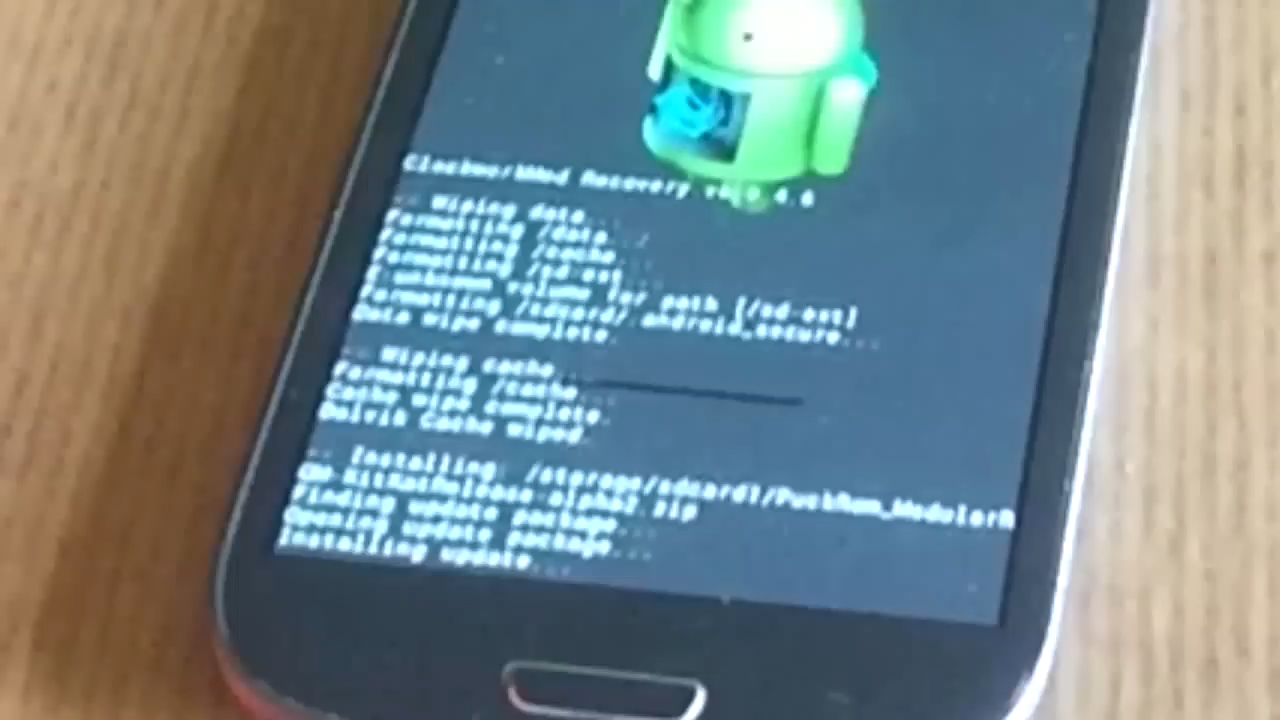 ClockworkMod Recovery v6.0.4.6
-- Wiping data...
Formatting /data...
Formatting /cache...
Formatting /sd-ext...
E:unknown volume for path [/sd-ext]
Formatting /sdcard/.android_secure...
Data wipe complete.
-- Wiping cache...
Formatting /cache...
Cache wipe complete.
Dalvik Cache wiped.
-- Installing: /storage/sdcard1/
alpha2.zip
Finding update package...
Opening update package...
Installing update...